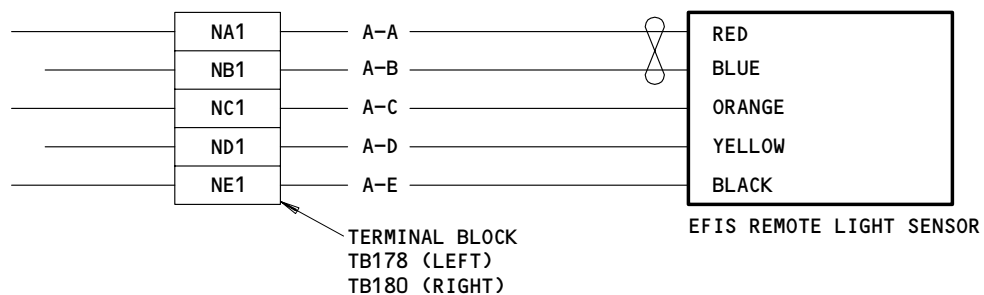 NA1 A-A RED
NB1 A-B BLUE
NC1 A-C ORANGE
ND1 A-D YELLOW
NE1 A-E BLACK
EFIS REMOTE LIGHT SENSOR
TERMINAL BLOCK
TB178 (LEFT)
TB180 (RIGHT)